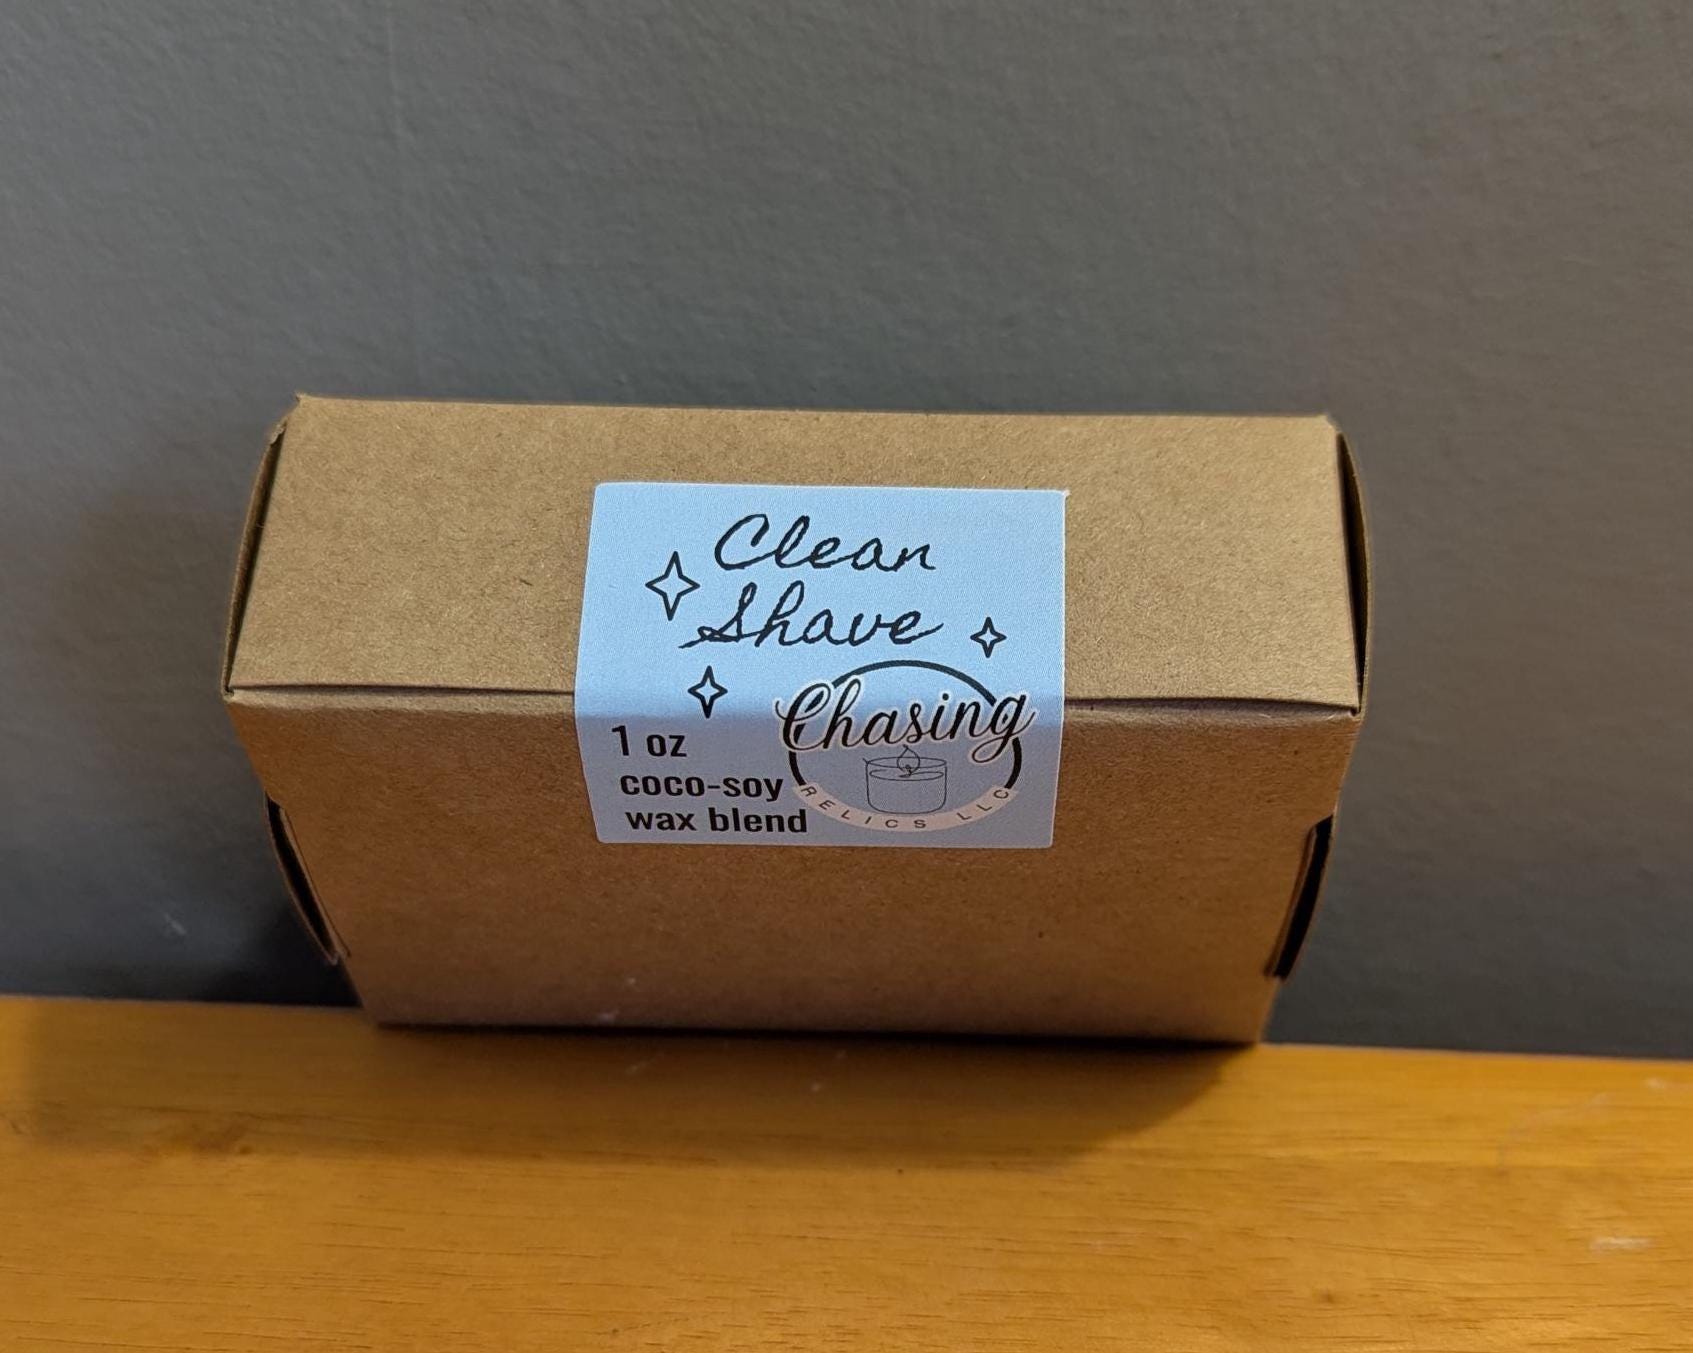 Clean
Shave
1 oz
coco-soy
wax blend
Chasing
RELICS LLC